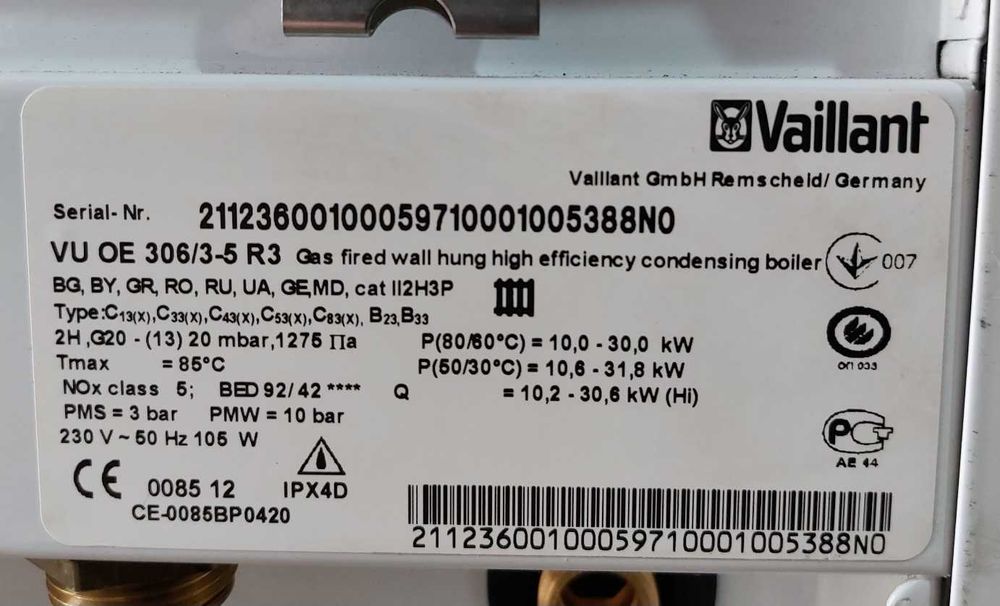 Vaillant
Vaillant GmbH Remscheid/ Germany
Serial- Nr. 21123600100059710001005388N0
VU OE 306/3-5 R3 Gas fired wall hung high efficiency condensing boiler
007
BG, BY, GR, RO, RU, UA, GE,MD, cat II2H3P
Type:C13(X),C33(X),C43(X),C53(X),C83(X), B23,B33
2H ,G20 - (13) 20 mbar,1275 Па P(80/60°C) = 10,0 - 30,0 kW
Tmax = 85°C P(50/30°C) = 10,6 - 31,8 kW
ОП 033
NOx class 5; BED 92/42 **** Q = 10,2 - 30,6 kW (Hi)
PMS = 3 bar PMW = 10 bar
230 V ~ 50 Hz 105 W
РСТ
AE 44
CE 0085 12 IPX4D
CE-0085BP0420
21123600100059710001005388N0